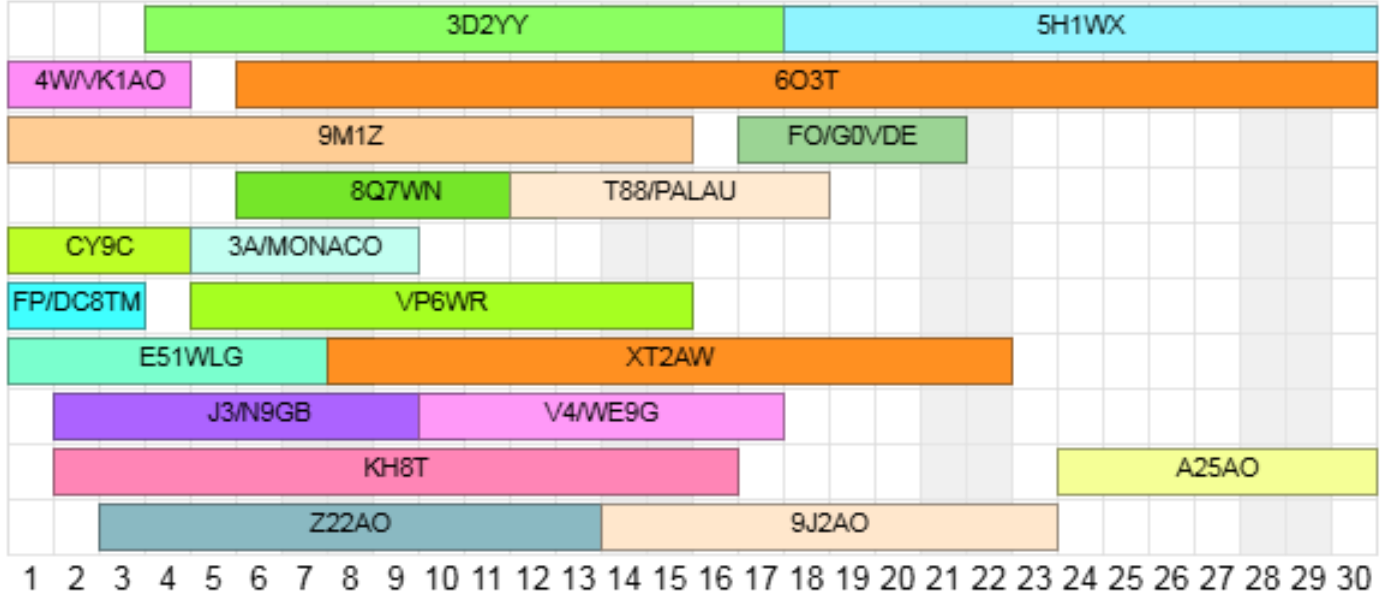 3D2YY 5H1WX
4W/VK1AO 6O3T
9M1Z FO/G0VDE
8Q7WN T88/PALAU
CY9C 3A/MONACO
FP/DC8TM VP6WR
E51WLG XT2AW
J3/N9GB V4/WE9G
KH8T A25AO
Z22AO 9J2AO
1 2 3 4 5 6 7 8 9 10 11 12 13 14 15 16 17 18 19 20 21 22 23 24 25 26 27 28 29 30